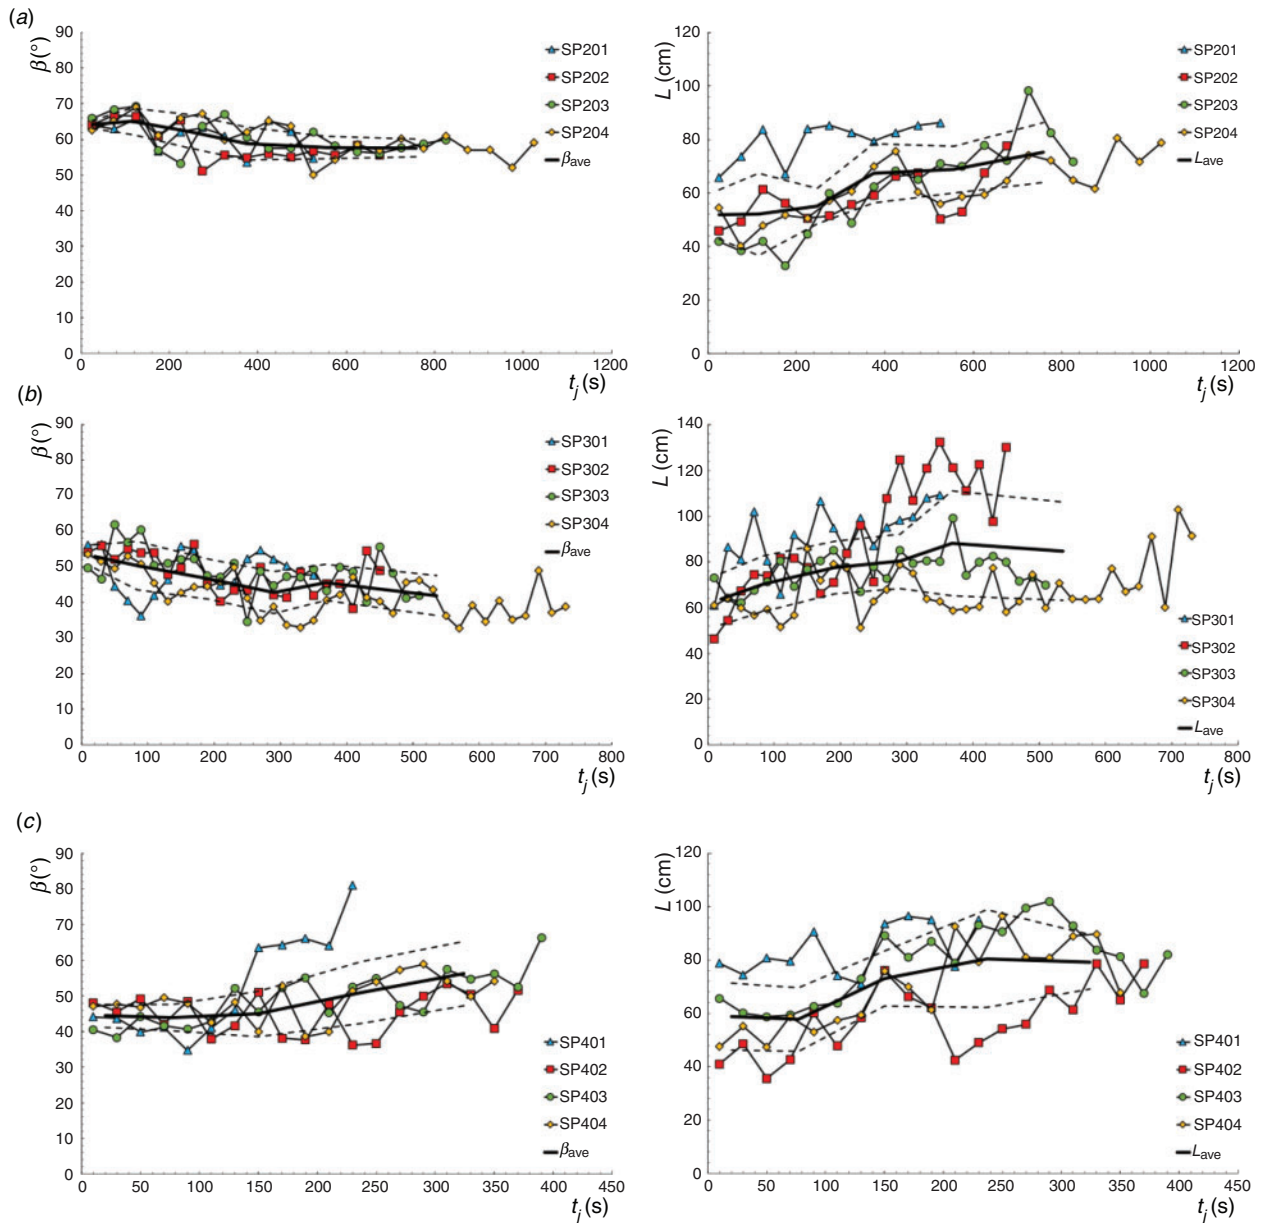 (a)
β(°)
90
80
70
60
50
40
30
20
10
0
0 200 400 600 800 1000 1200
t_j (s)
SP201
SP202
SP203
SP204
β_ave
L (cm)
120
100
80
60
40
20
0
0 200 400 600 800 1000 1200
t_j (s)
SP201
SP202
SP203
SP204
L_ave
(b)
β(°)
90
80
70
60
50
40
30
20
10
0
0 100 200 300 400 500 600 700 800
t_j (s)
SP301
SP302
SP303
SP304
β_ave
L (cm)
140
120
100
80
60
40
20
0
0 100 200 300 400 500 600 700 800
t_j (s)
SP301
SP302
SP303
SP304
L_ave
(c)
β(°)
90
80
70
60
50
40
30
20
10
0
0 50 100 150 200 250 300 350 400 450
t_j (s)
SP401
SP402
SP403
SP404
β_ave
L (cm)
120
100
80
60
40
20
0
0 50 100 150 200 250 300 350 400 450
t_j (s)
SP401
SP402
SP403
SP404
L_ave